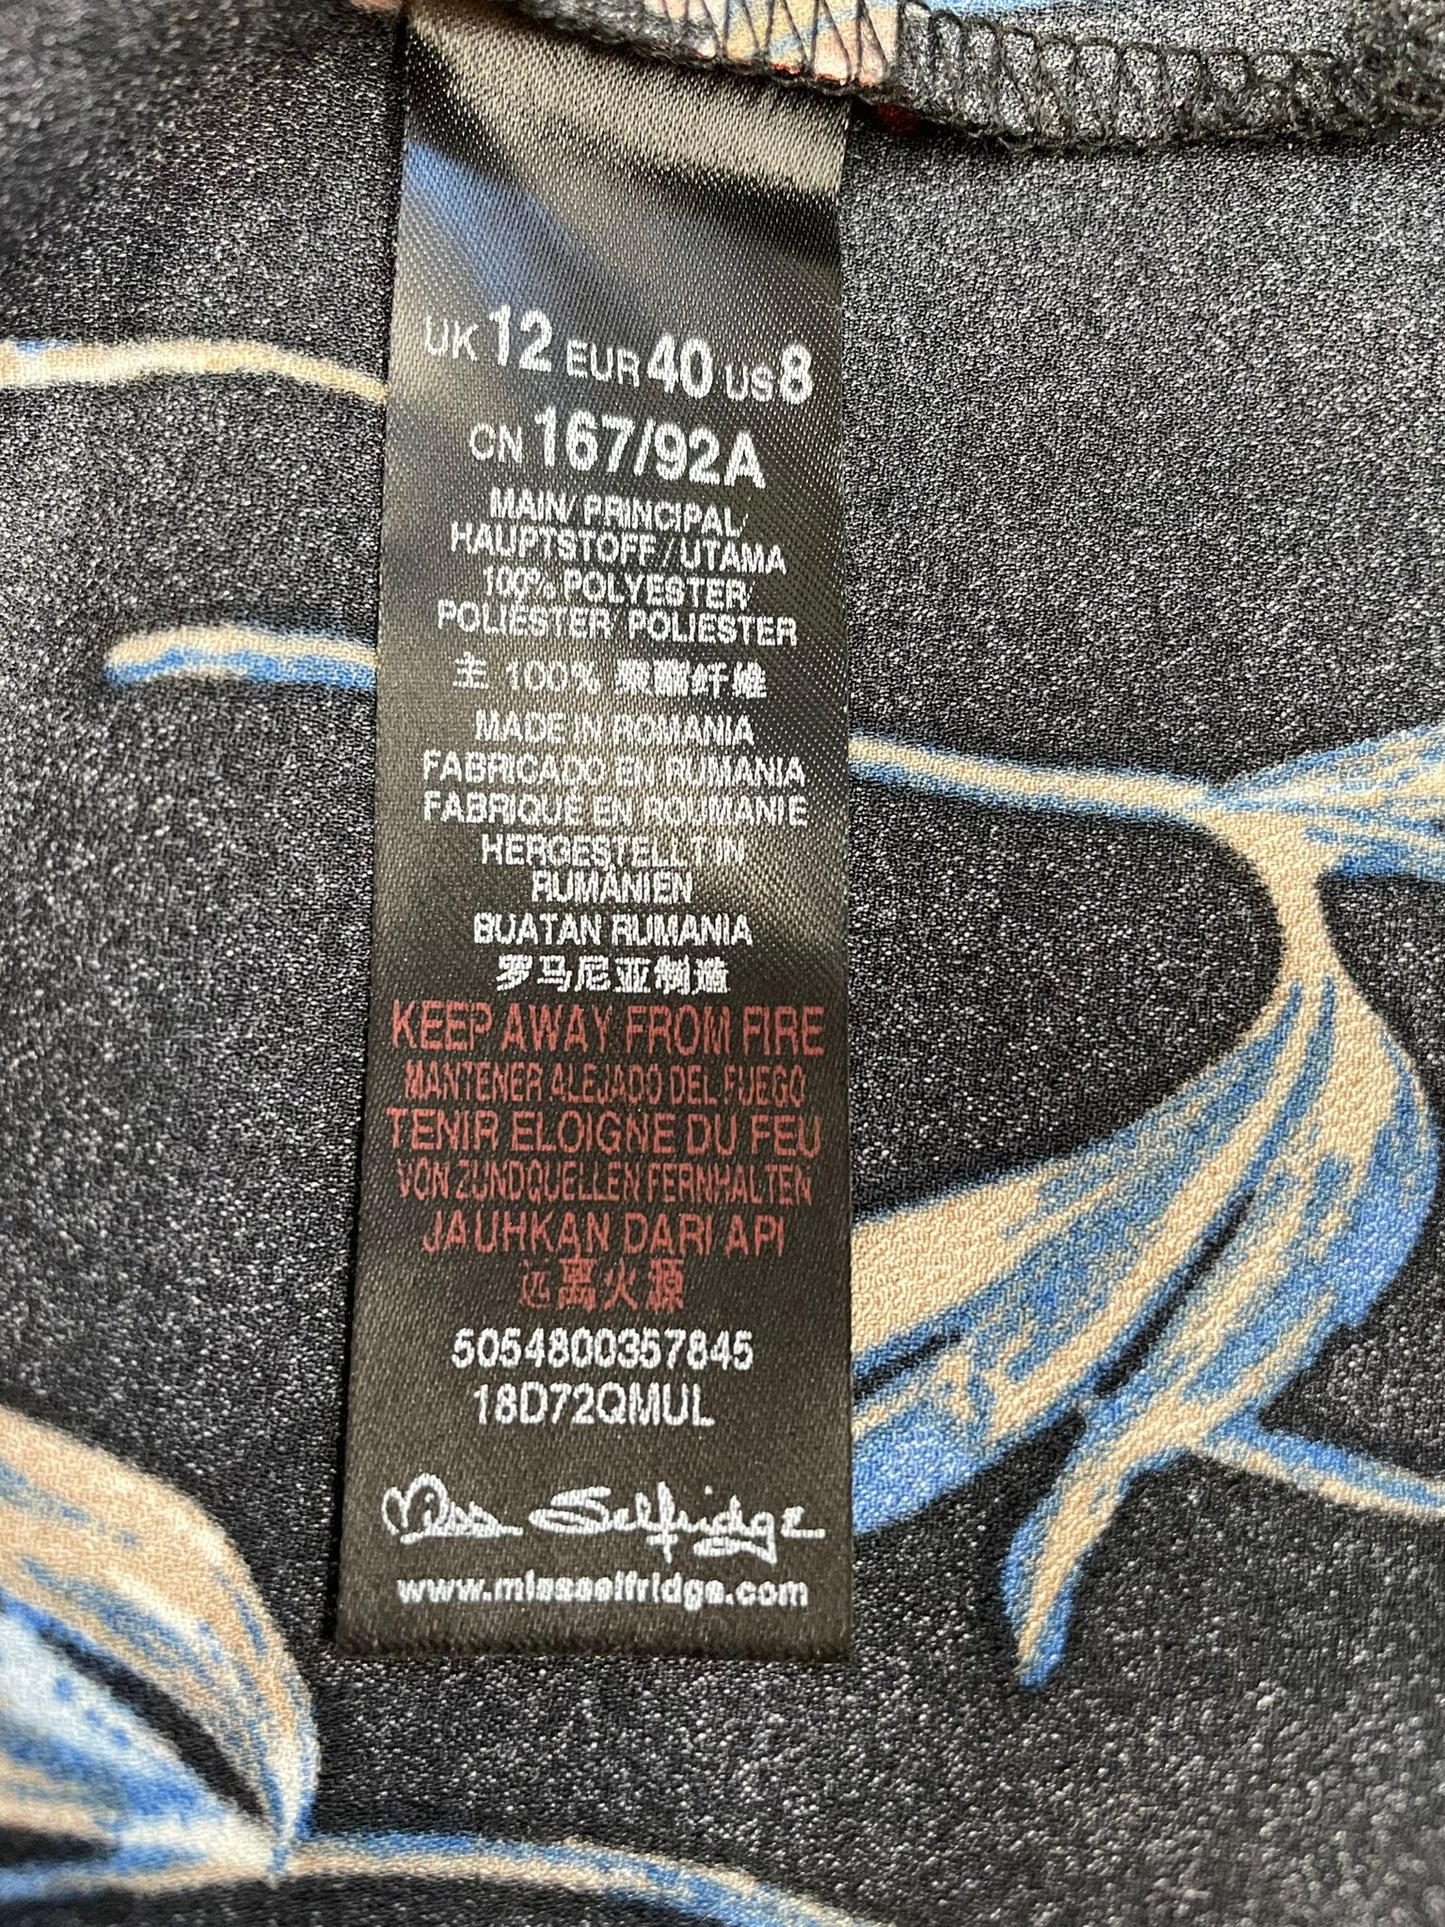 UK 12 EUR 40 US 8
CN 167/92A
MAIN/PRINCIPAL/
HAUPTSTOFF/UTAMA
100% POLYESTER
POLIÉSTER POLIESTER
主 100% 聚酯纤维
MADE IN ROMANIA
FABRICADO EN RUMANIA
FABRIQUÉ EN ROUMANIE
HERGESTELLT IN
RUMÄNIEN
BUATAN RUMANIA
罗马尼亚制造
KEEP AWAY FROM FIRE
MANTENER ALEJADO DEL FUEGO
TENIR ELOIGNE DU FEU
VON ZUNDQUELLEN FERNHALTEN
JAUHKAN DARI API
远离火源
5054800357845
18D72QMUL
Miss Selfridge
www.missselfridge.com